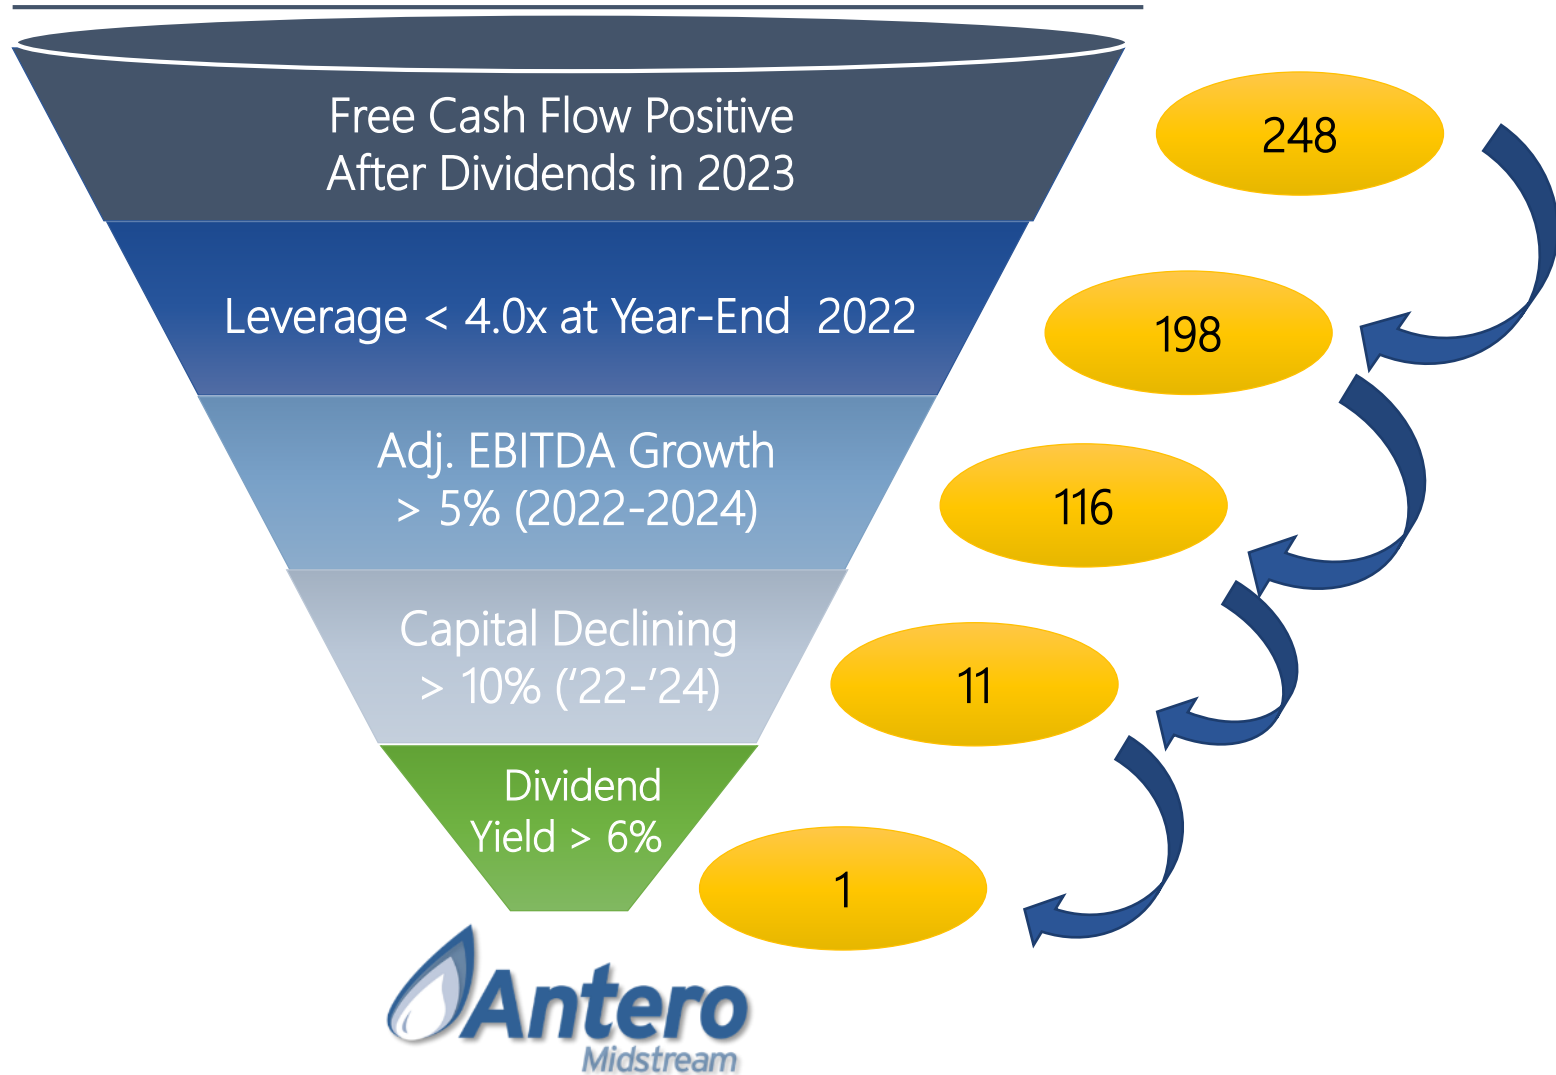 Free Cash Flow Positive
After Dividends in 2023
248
Leverage < 4.0x at Year-End 2022
198
Adj. EBITDA Growth
> 5% (2022-2024)
116
Capital Declining
> 10% (’22-’24)
11
Dividend
Yield > 6%
1
Antero
Midstream